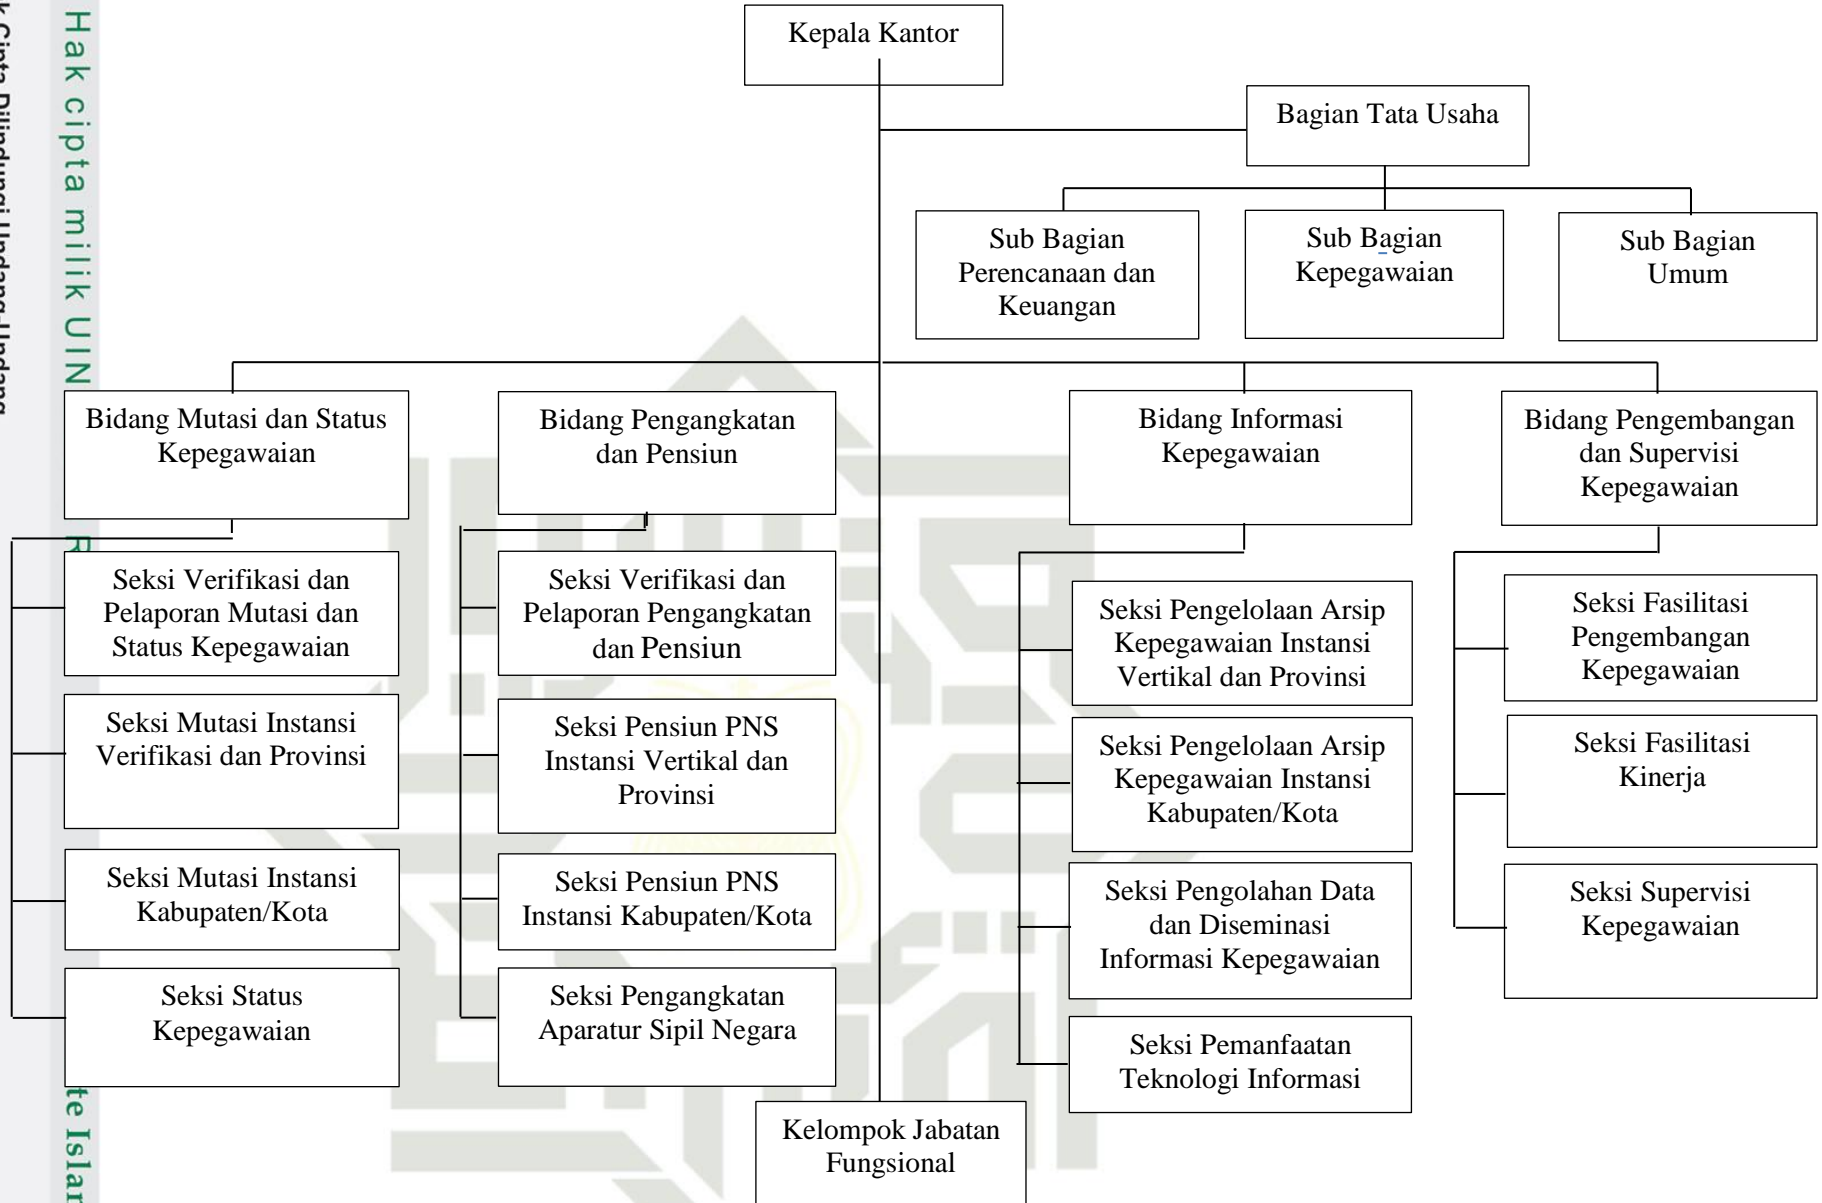 Hak cipta milik UIN
Kepala Kantor
Bagian Tata Usaha
Sub Bagian
Perencanaan dan
Keuangan
Sub Bagian
Kepegawaian
Sub Bagian
Umum
Bidang Mutasi dan Status
Kepegawaian
Bidang Pengangkatan
dan Pensiun
Bidang Informasi
Kepegawaian
Bidang Pengembangan
dan Supervisi
Kepegawaian
Seksi Verifikasi dan
Pelaporan Mutasi dan
Status Kepegawaian
Seksi Mutasi Instansi
Verifikasi dan Provinsi
Seksi Mutasi Instansi
Kabupaten/Kota
Seksi Status
Kepegawaian
Seksi Verifikasi dan
Pelaporan Pengangkatan
dan Pensiun
Seksi Pensiun PNS
Instansi Vertikal dan
Provinsi
Seksi Pensiun PNS
Instansi Kabupaten/Kota
Seksi Pengangkatan
Aparatur Sipil Negara
Seksi Pengelolaan Arsip
Kepegawaian Instansi
Vertikal dan Provinsi
Seksi Pengelolaan Arsip
Kepegawaian Instansi
Kabupaten/Kota
Seksi Pengolahan Data
dan Diseminasi
Informasi Kepegawaian
Seksi Pemanfaatan
Teknologi Informasi
Seksi Fasilitasi
Pengembangan
Kepegawaian
Seksi Fasilitasi
Kinerja
Seksi Supervisi
Kepegawaian
Kelompok Jabatan
Fungsional